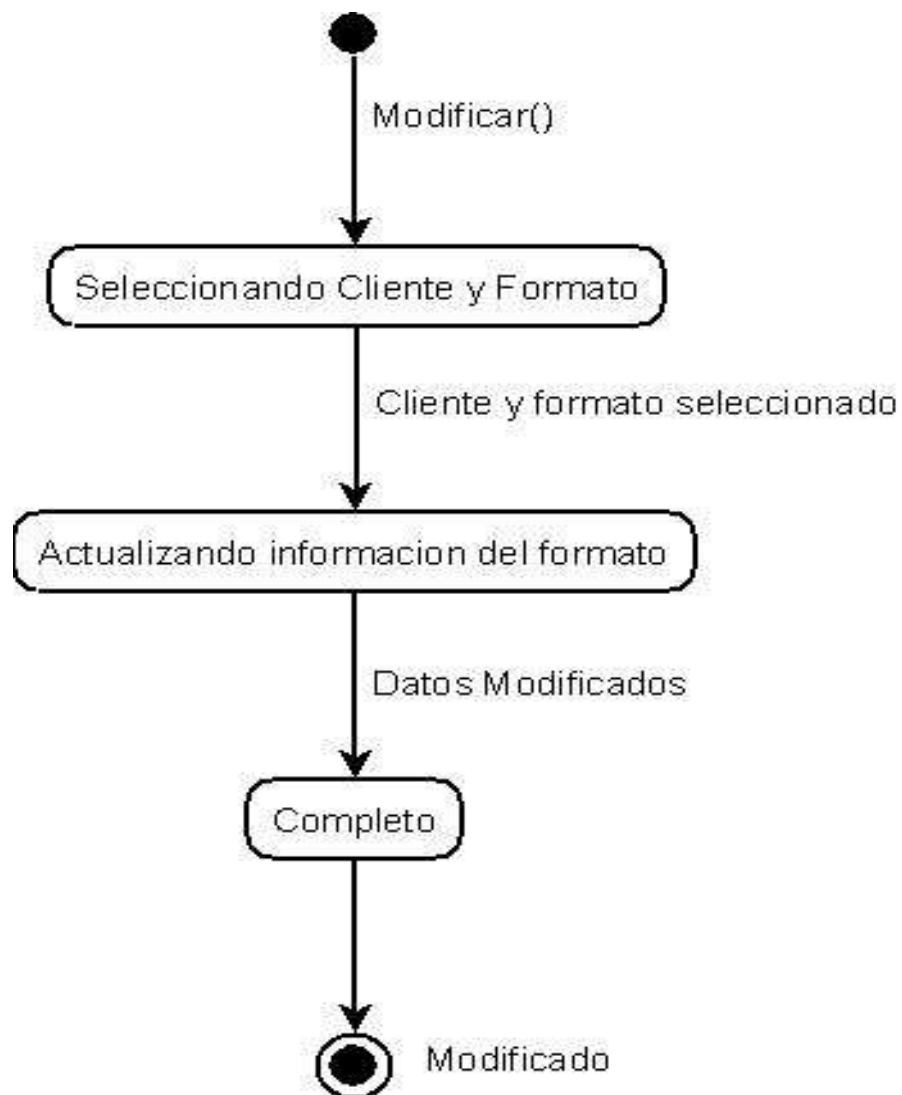 Modificar()
Seleccionando Cliente y Formato
Cliente y formato seleccionado
Actualizando informacion del formato
Datos Modificados
Completo
Modificado